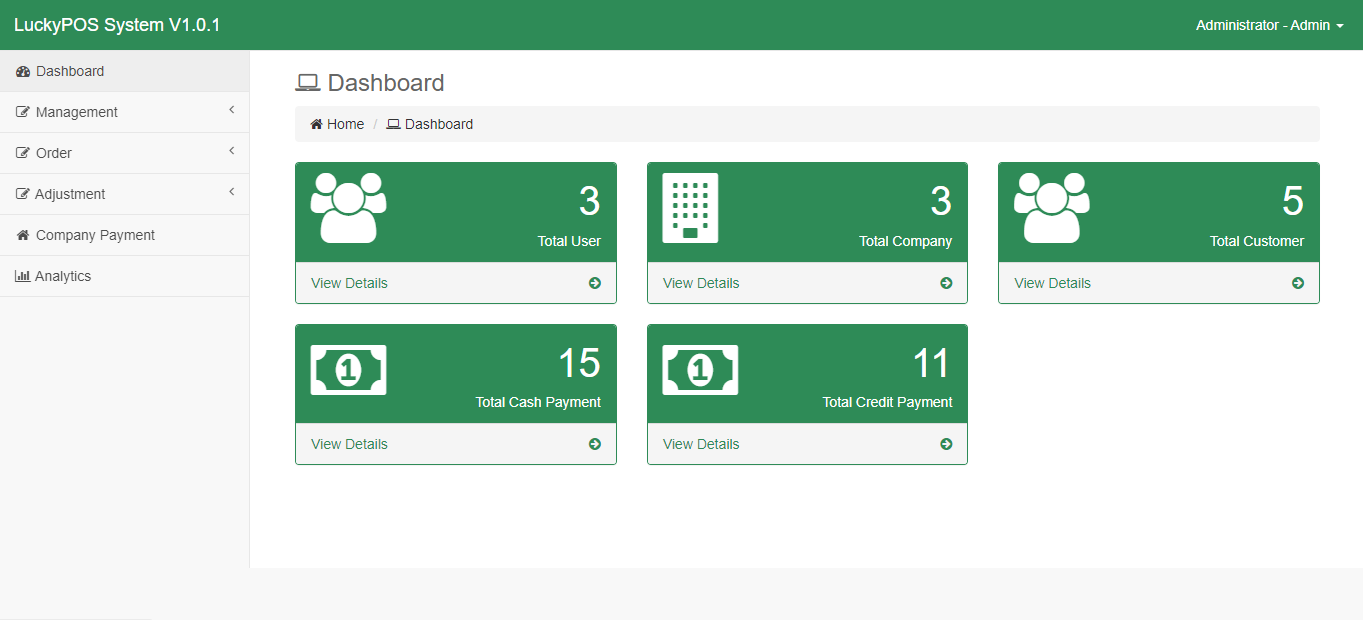 LuckyPOS System V1.0.1
Administrator - Admin
Dashboard
Management
Order
Adjustment
Company Payment
Analytics
Dashboard
Home / Dashboard
3
Total User
View Details
3
Total Company
View Details
5
Total Customer
View Details
1
15
Total Cash Payment
View Details
1
11
Total Credit Payment
View Details